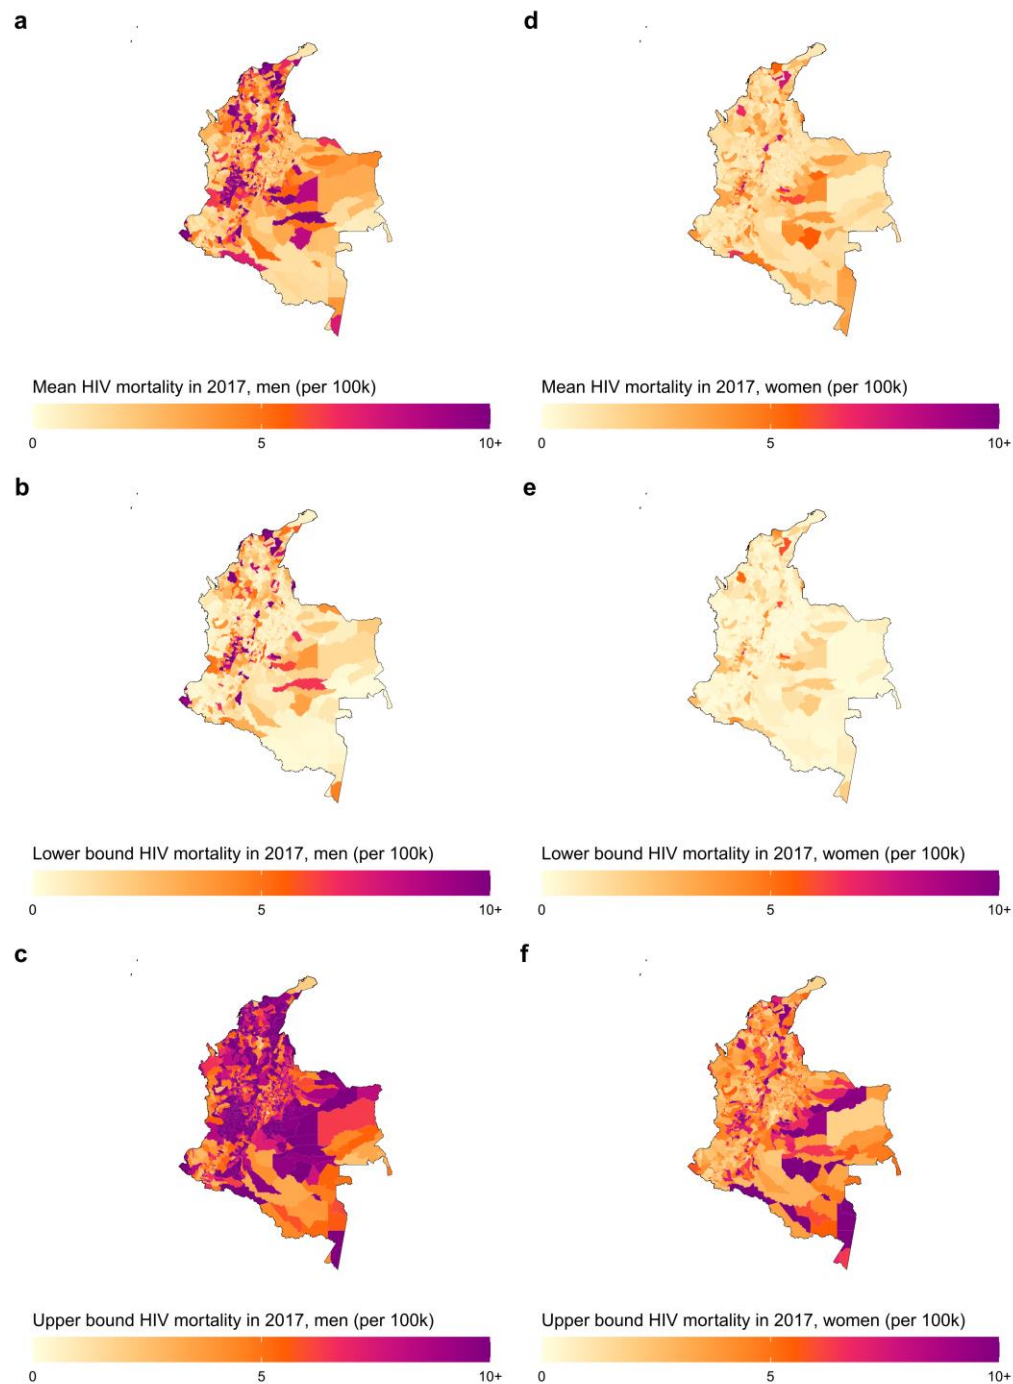 a
d
Mean HIV mortality in 2017, men (per 100k)
0 5 10+
Mean HIV mortality in 2017, women (per 100k)
0 5 10+
b
e
Lower bound HIV mortality in 2017, men (per 100k)
0 5 10+
Lower bound HIV mortality in 2017, women (per 100k)
0 5 10+
c
f
Upper bound HIV mortality in 2017, men (per 100k)
0 5 10+
Upper bound HIV mortality in 2017, women (per 100k)
0 5 10+